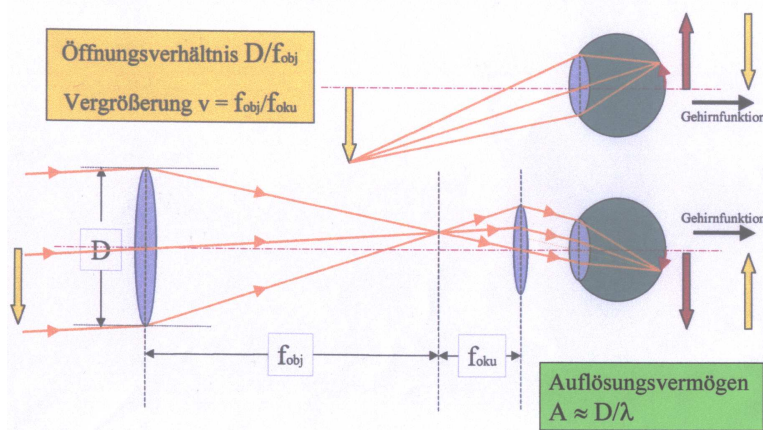 Öffnungsverhältnis D/fobj
Vergrößerung v = fobj/foku
Gehirnfunktion
Gehirnfunktion
D
fobj
foku
Auflösungsvermögen
A ≈ D/λ